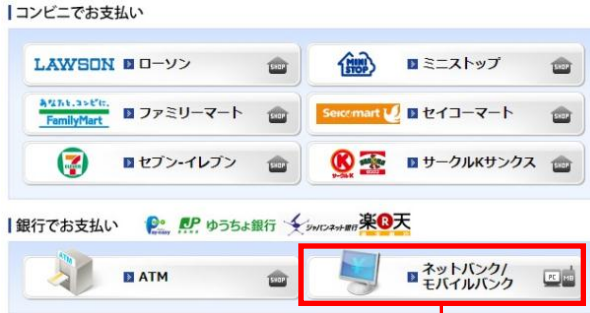 コンビニでお支払い
LAWSON ローソン SHOP
MINI STOP ミニストップ SHOP
あなたと、コンビに、
FamilyMart ファミリーマート SHOP
Seicomart セイコーマート SHOP
セブン-イレブン SHOP
サークルK サークルKサンクス SHOP
銀行でお支払い Pay-easy JP ゆうちょ銀行 ジャパンネット銀行 楽R天
ATM ATM SHOP
ネットバンク/
モバイルバンク PC MB